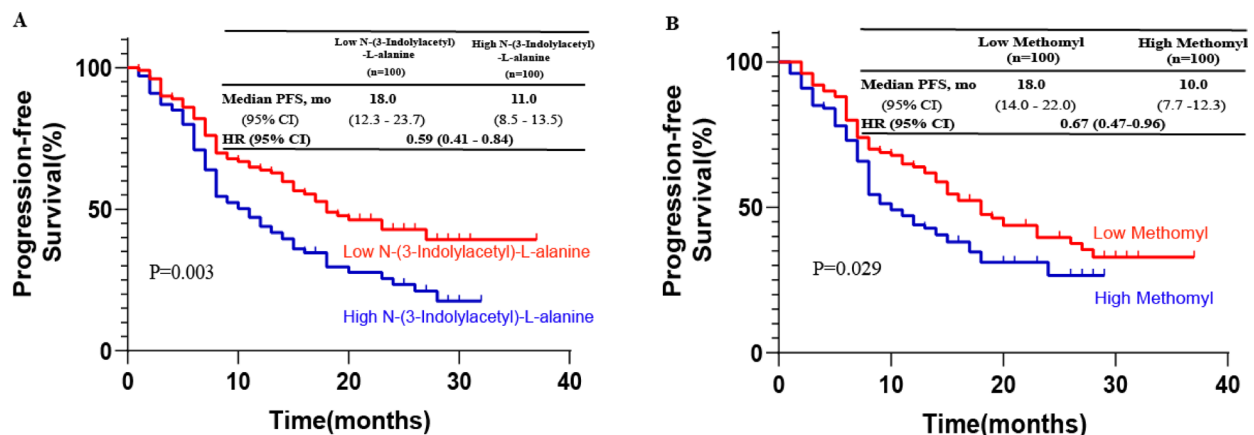 A
Low N-(3-Indolylacetyl)
-L-alanine
(n=100)
High N-(3-Indolylacetyl)
-L-alanine
(n=100)
Median PFS, mo 18.0 11.0
(95% CI) (12.3 - 23.7) (8.5 - 13.5)
HR (95% CI) 0.59 (0.41 - 0.84)
Progression-free
Survival(%)
100
50
0
P=0.003
Low N-(3-Indolylacetyl)-L-alanine
High N-(3-Indolylacetyl)-L-alanine
0 10 20 30 40
Time(months)
B
Low Methomyl
(n=100)
High Methomyl
(n=100)
Median PFS, mo 18.0 10.0
(95% CI) (14.0 - 22.0) (7.7 -12.3)
HR (95% CI) 0.67 (0.47-0.96)
Progression-free
Survival(%)
100
50
0
P=0.029
Low Methomyl
High Methomyl
0 10 20 30 40
Time(months)